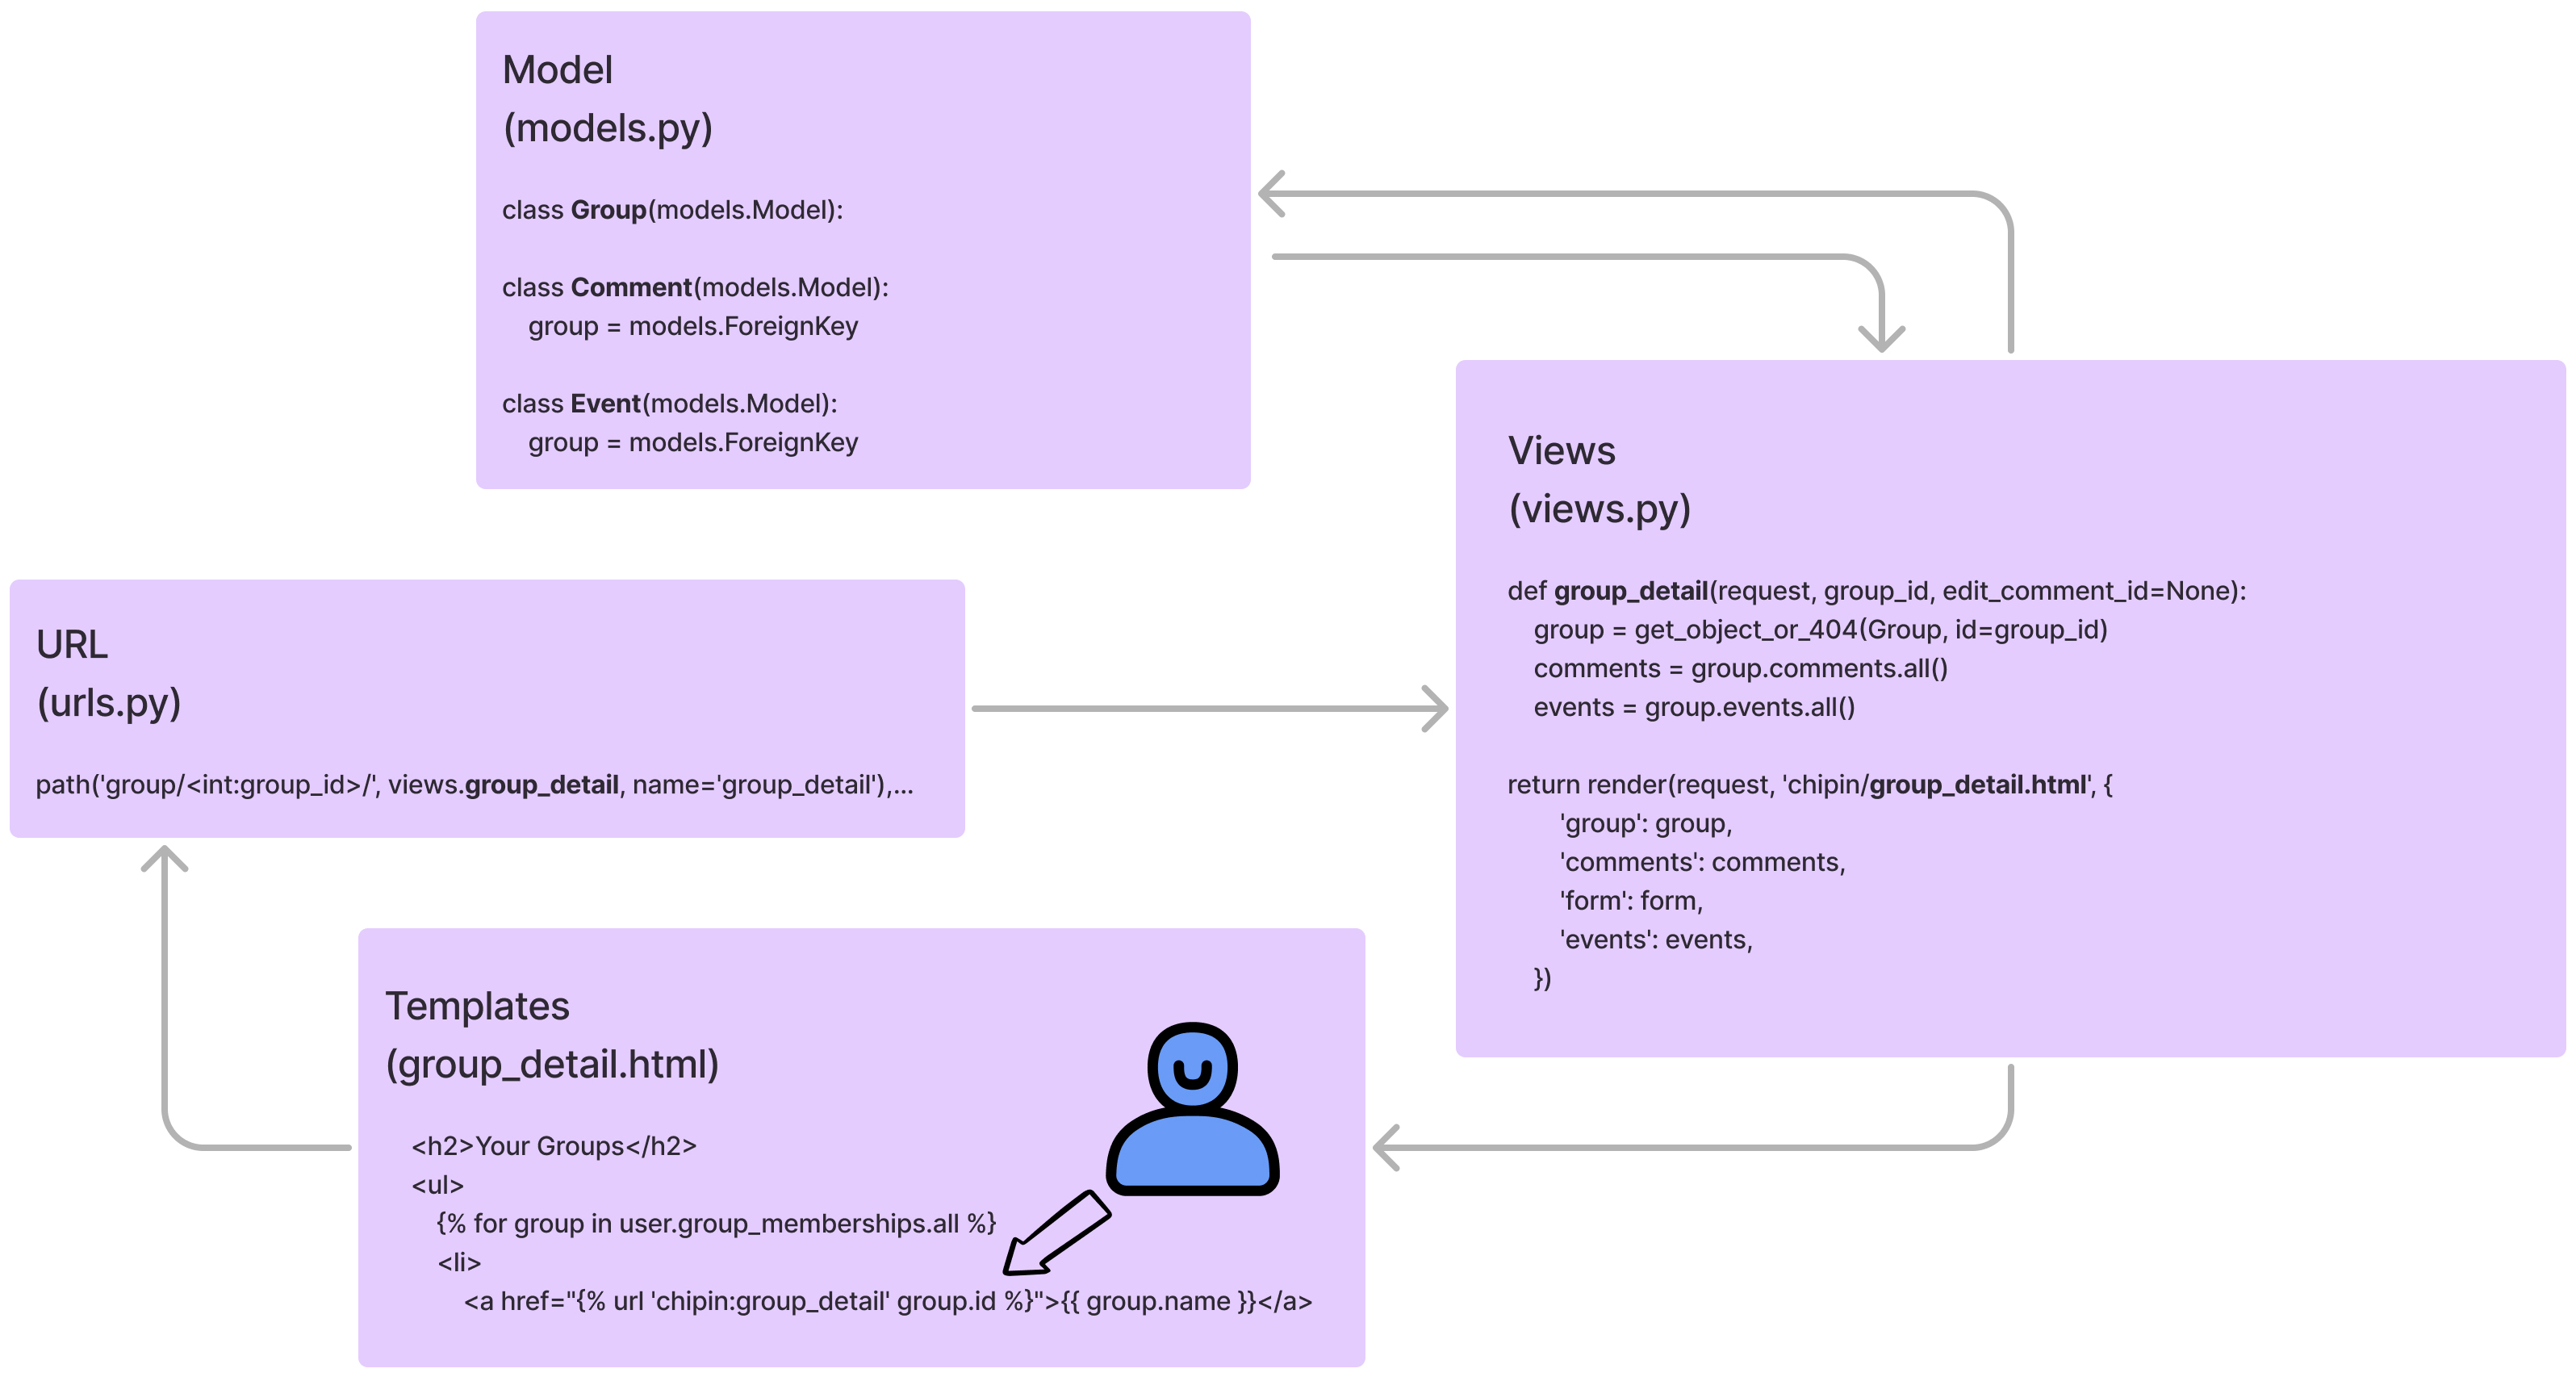 Model
(models.py)
class Group(models.Model):
class Comment(models.Model):
group = models.ForeignKey
class Event(models.Model):
group = models.ForeignKey
Views
(views.py)
def group_detail(request, group_id, edit_comment_id=None):
group = get_object_or_404(Group, id=group_id)
comments = group.comments.all()
events = group.events.all()
return render(request, 'chipin/group_detail.html', {
'group': group,
'comments': comments,
'form': form,
'events': events,
})
URL
(urls.py)
path('group/<int:group_id>/', views.group_detail, name='group_detail'),...
Templates
(group_detail.html)
<h2>Your Groups</h2>
<ul>
{% for group in user.group_memberships.all %}
<li>
<a href="{% url 'chipin:group_detail' group.id %}">{{ group.name }}</a>